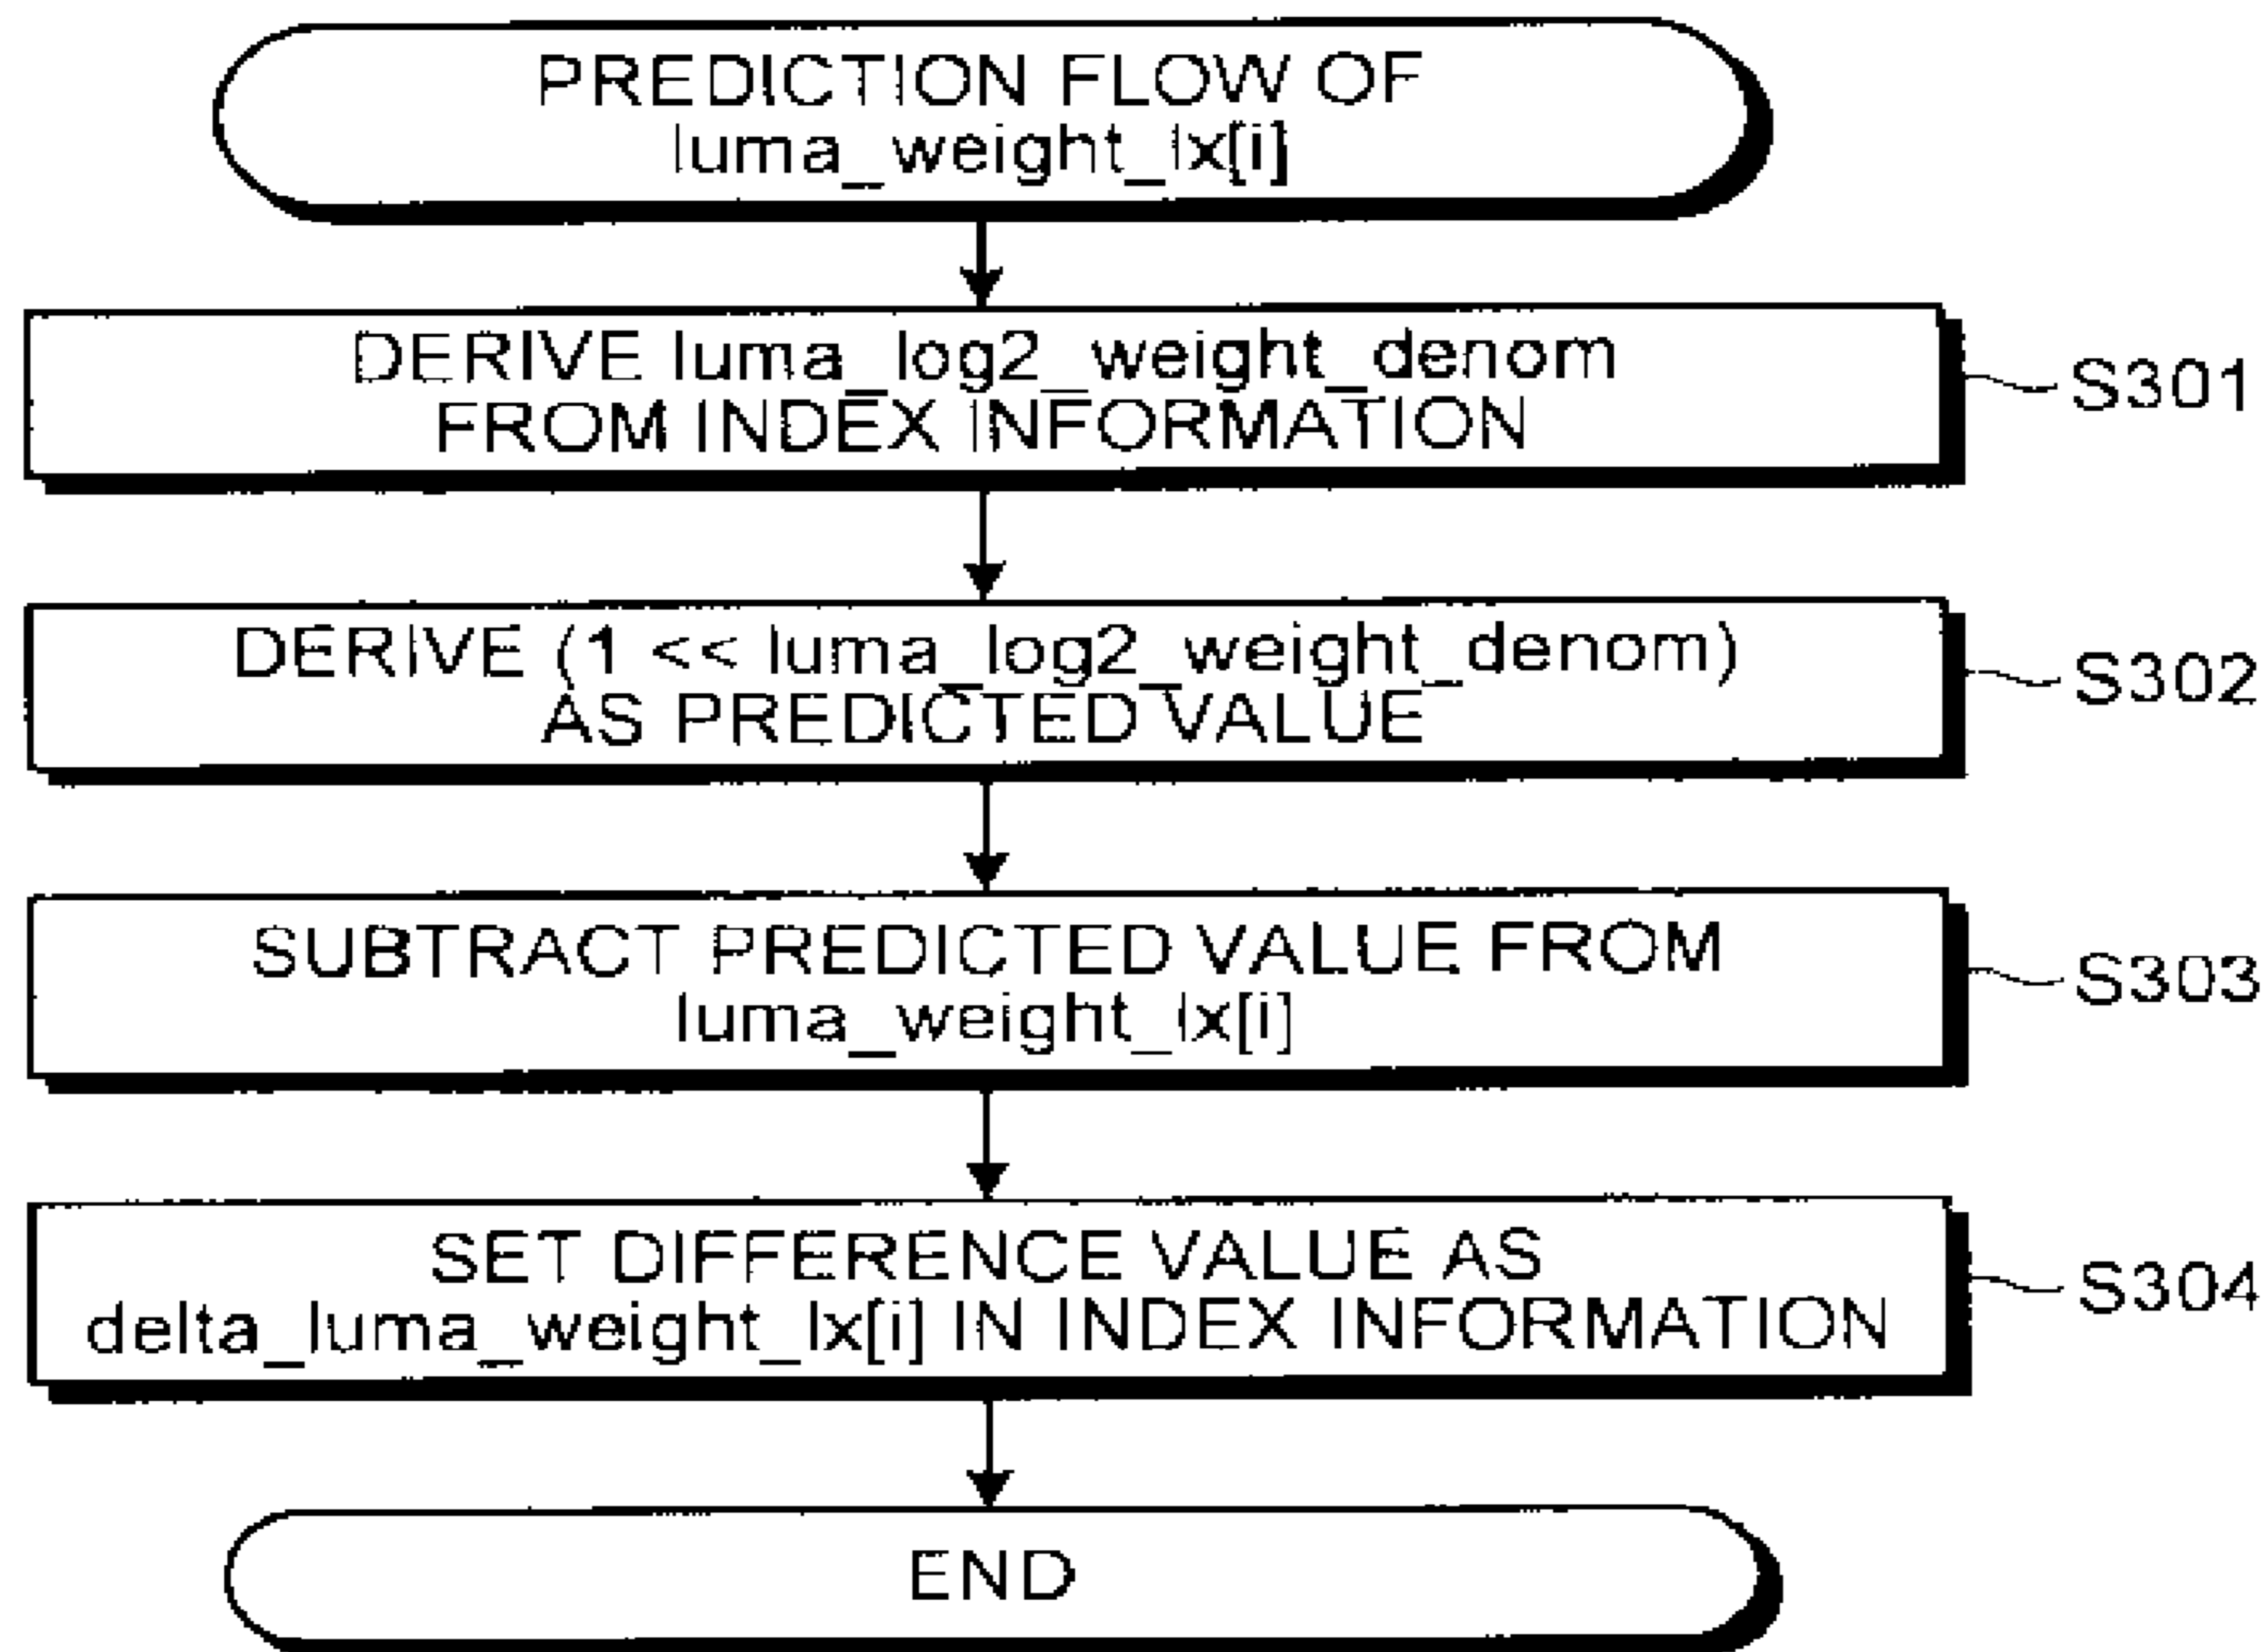 PREDICTION FLOW OF
luma_weight_lx[i]
DERIVE luma_log2_weight_denom
FROM INDEX INFORMATION
S301
DERIVE (1 << luma_log2_weight_denom)
AS PREDICTED VALUE
S302
SUBTRACT PREDICTED VALUE FROM
luma_weight_lx[i]
S303
SET DIFFERENCE VALUE AS
delta_luma_weight_lx[i] IN INDEX INFORMATION
S304
END